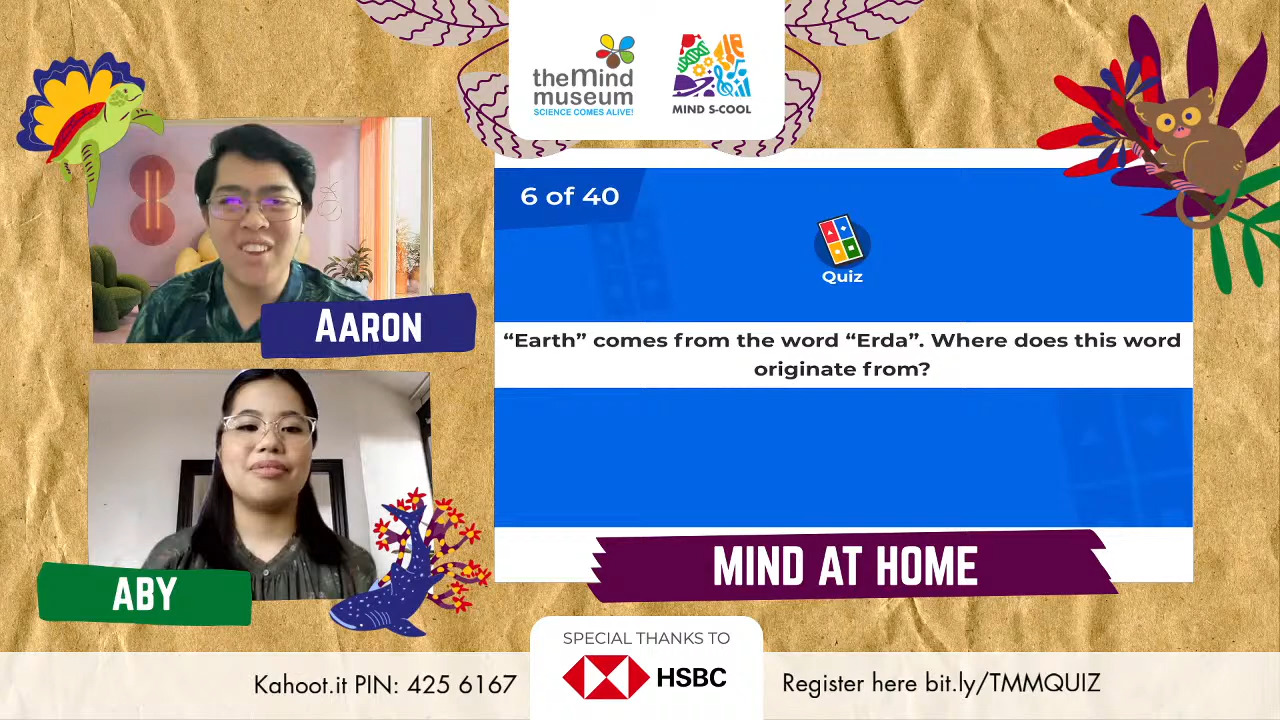 themind
museum
SCIENCE COMES ALIVE!
MIND S-COOL
6 of 40
Quiz
“Earth” comes from the word “Erda”. Where does this word
originate from?
AARON
ABY
MIND AT HOME
SPECIAL THANKS TO
HSBC
Kahoot.it PIN: 425 6167
Register here bit.ly/TMMQUIZ